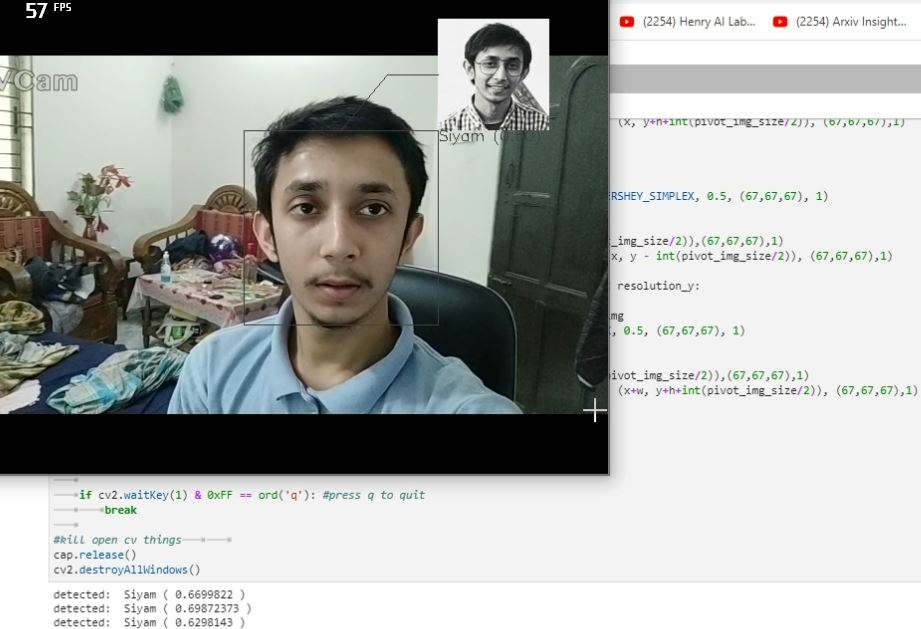 57 FPS
(2254) Henry AI Lab...
(2254) Arxiv Insight...
VCam
(x, y+h+int(pivot_img_size/2)), (67,67,67),1)
Siyam
RSHEY_SIMPLEX, 0.5, (67,67,67), 1)
_img_size/2)),(67,67,67),1)
x, y - int(pivot_img_size/2)), (67,67,67),1)
resolution_y:
mg
, 0.5, (67,67,67), 1)
ivot_img_size/2)),(67,67,67),1)
(x+w, y+h+int(pivot_img_size/2)), (67,67,67),1)
if cv2.waitKey(1) & 0xFF == ord('q'): #press q to quit
break
#kill open cv things
cap.release()
cv2.destroyAllWindows()
detected: Siyam ( 0.6699822 )
detected: Siyam ( 0.69872373 )
detected: Siyam ( 0.6298143 )